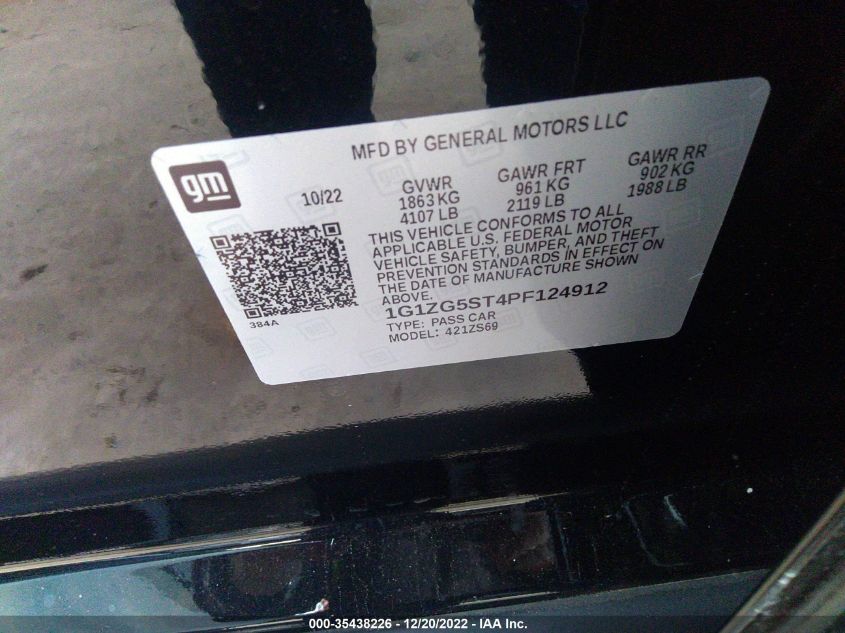 MFD BY GENERAL MOTORS LLC
gm
10/22
GVWR
1863 KG
4107 LB
GAWR FRT
961 KG
2119 LB
GAWR RR
902 KG
1988 LB
THIS VEHICLE CONFORMS TO ALL
APPLICABLE U.S. FEDERAL MOTOR
VEHICLE SAFETY, BUMPER, AND THEFT
PREVENTION STANDARDS IN EFFECT ON
THE DATE OF MANUFACTURE SHOWN
ABOVE.
1G1ZG5ST4PF124912
TYPE: PASS CAR
MODEL: 421ZS69
384A
000-35438226 - 12/20/2022 - IAA Inc.